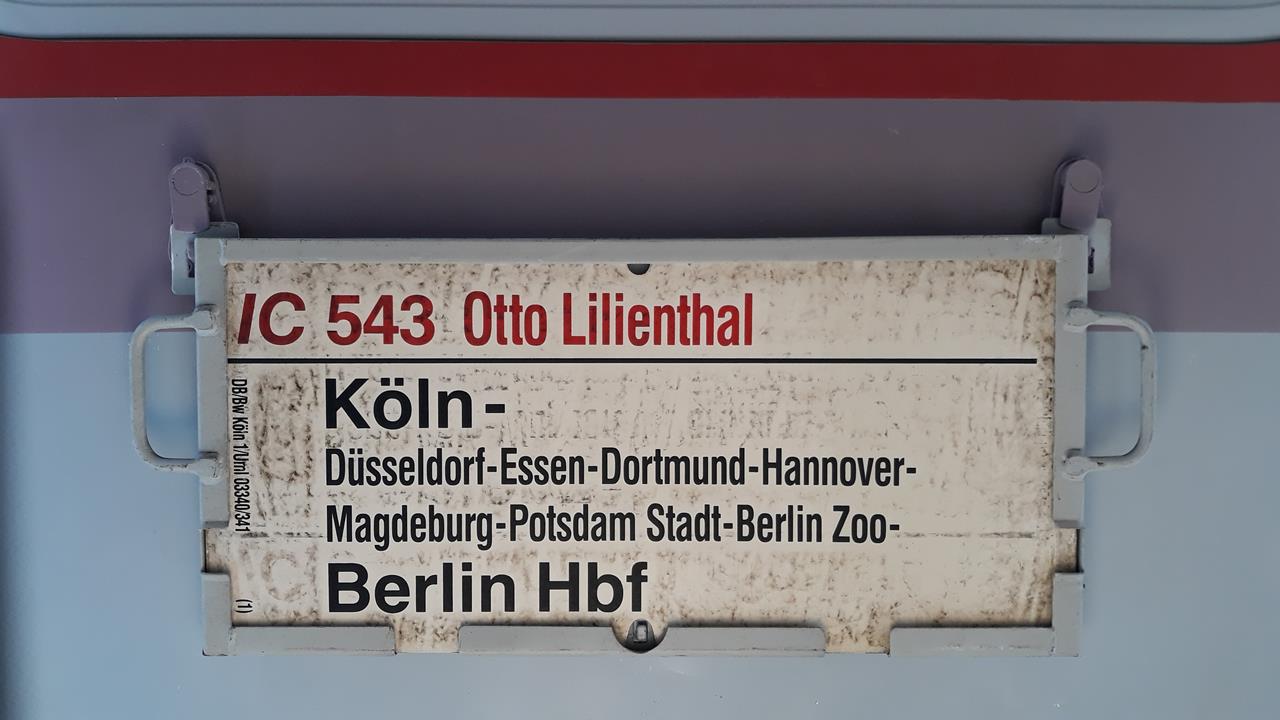 IC 543 Otto Lilienthal
Köln-
Düsseldorf-Essen-Dortmund-Hannover-
Magdeburg-Potsdam Stadt-Berlin Zoo-
Berlin Hbf
DB/Bw Köln 1/Uml 03340/341
(1)